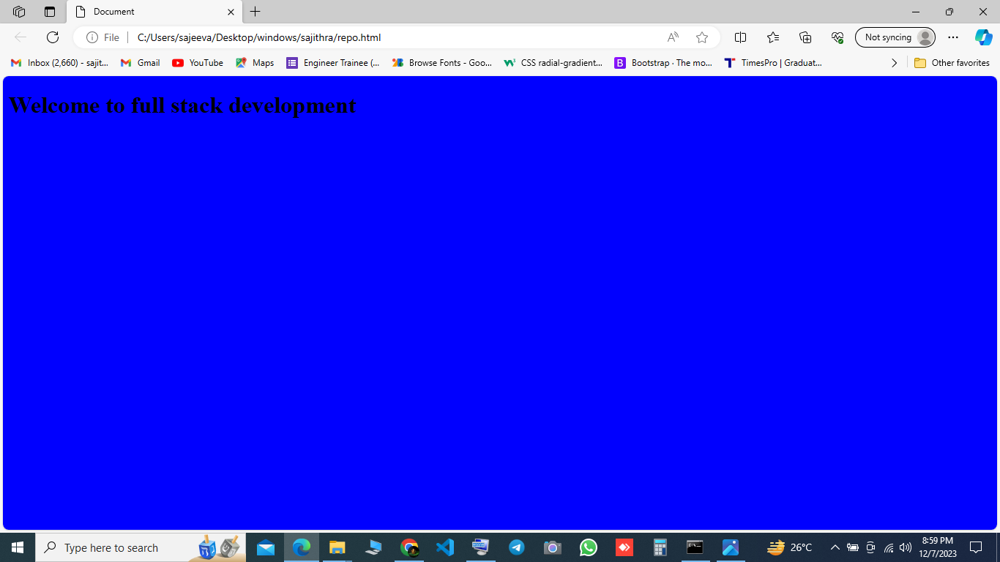 Document
File
C:/Users/sajeeva/Desktop/windows/sajithra/repo.html
A
Not syncing
Inbox (2,660) - sajit...
Gmail
YouTube
Maps
Engineer Trainee (...
Browse Fonts - Goo...
CSS radial-gradient...
B
Bootstrap · The mo...
TimesPro | Graduat...
Other favorites
Welcome to full stack development
Type here to search
26°C
8:59 PM
12/7/2023